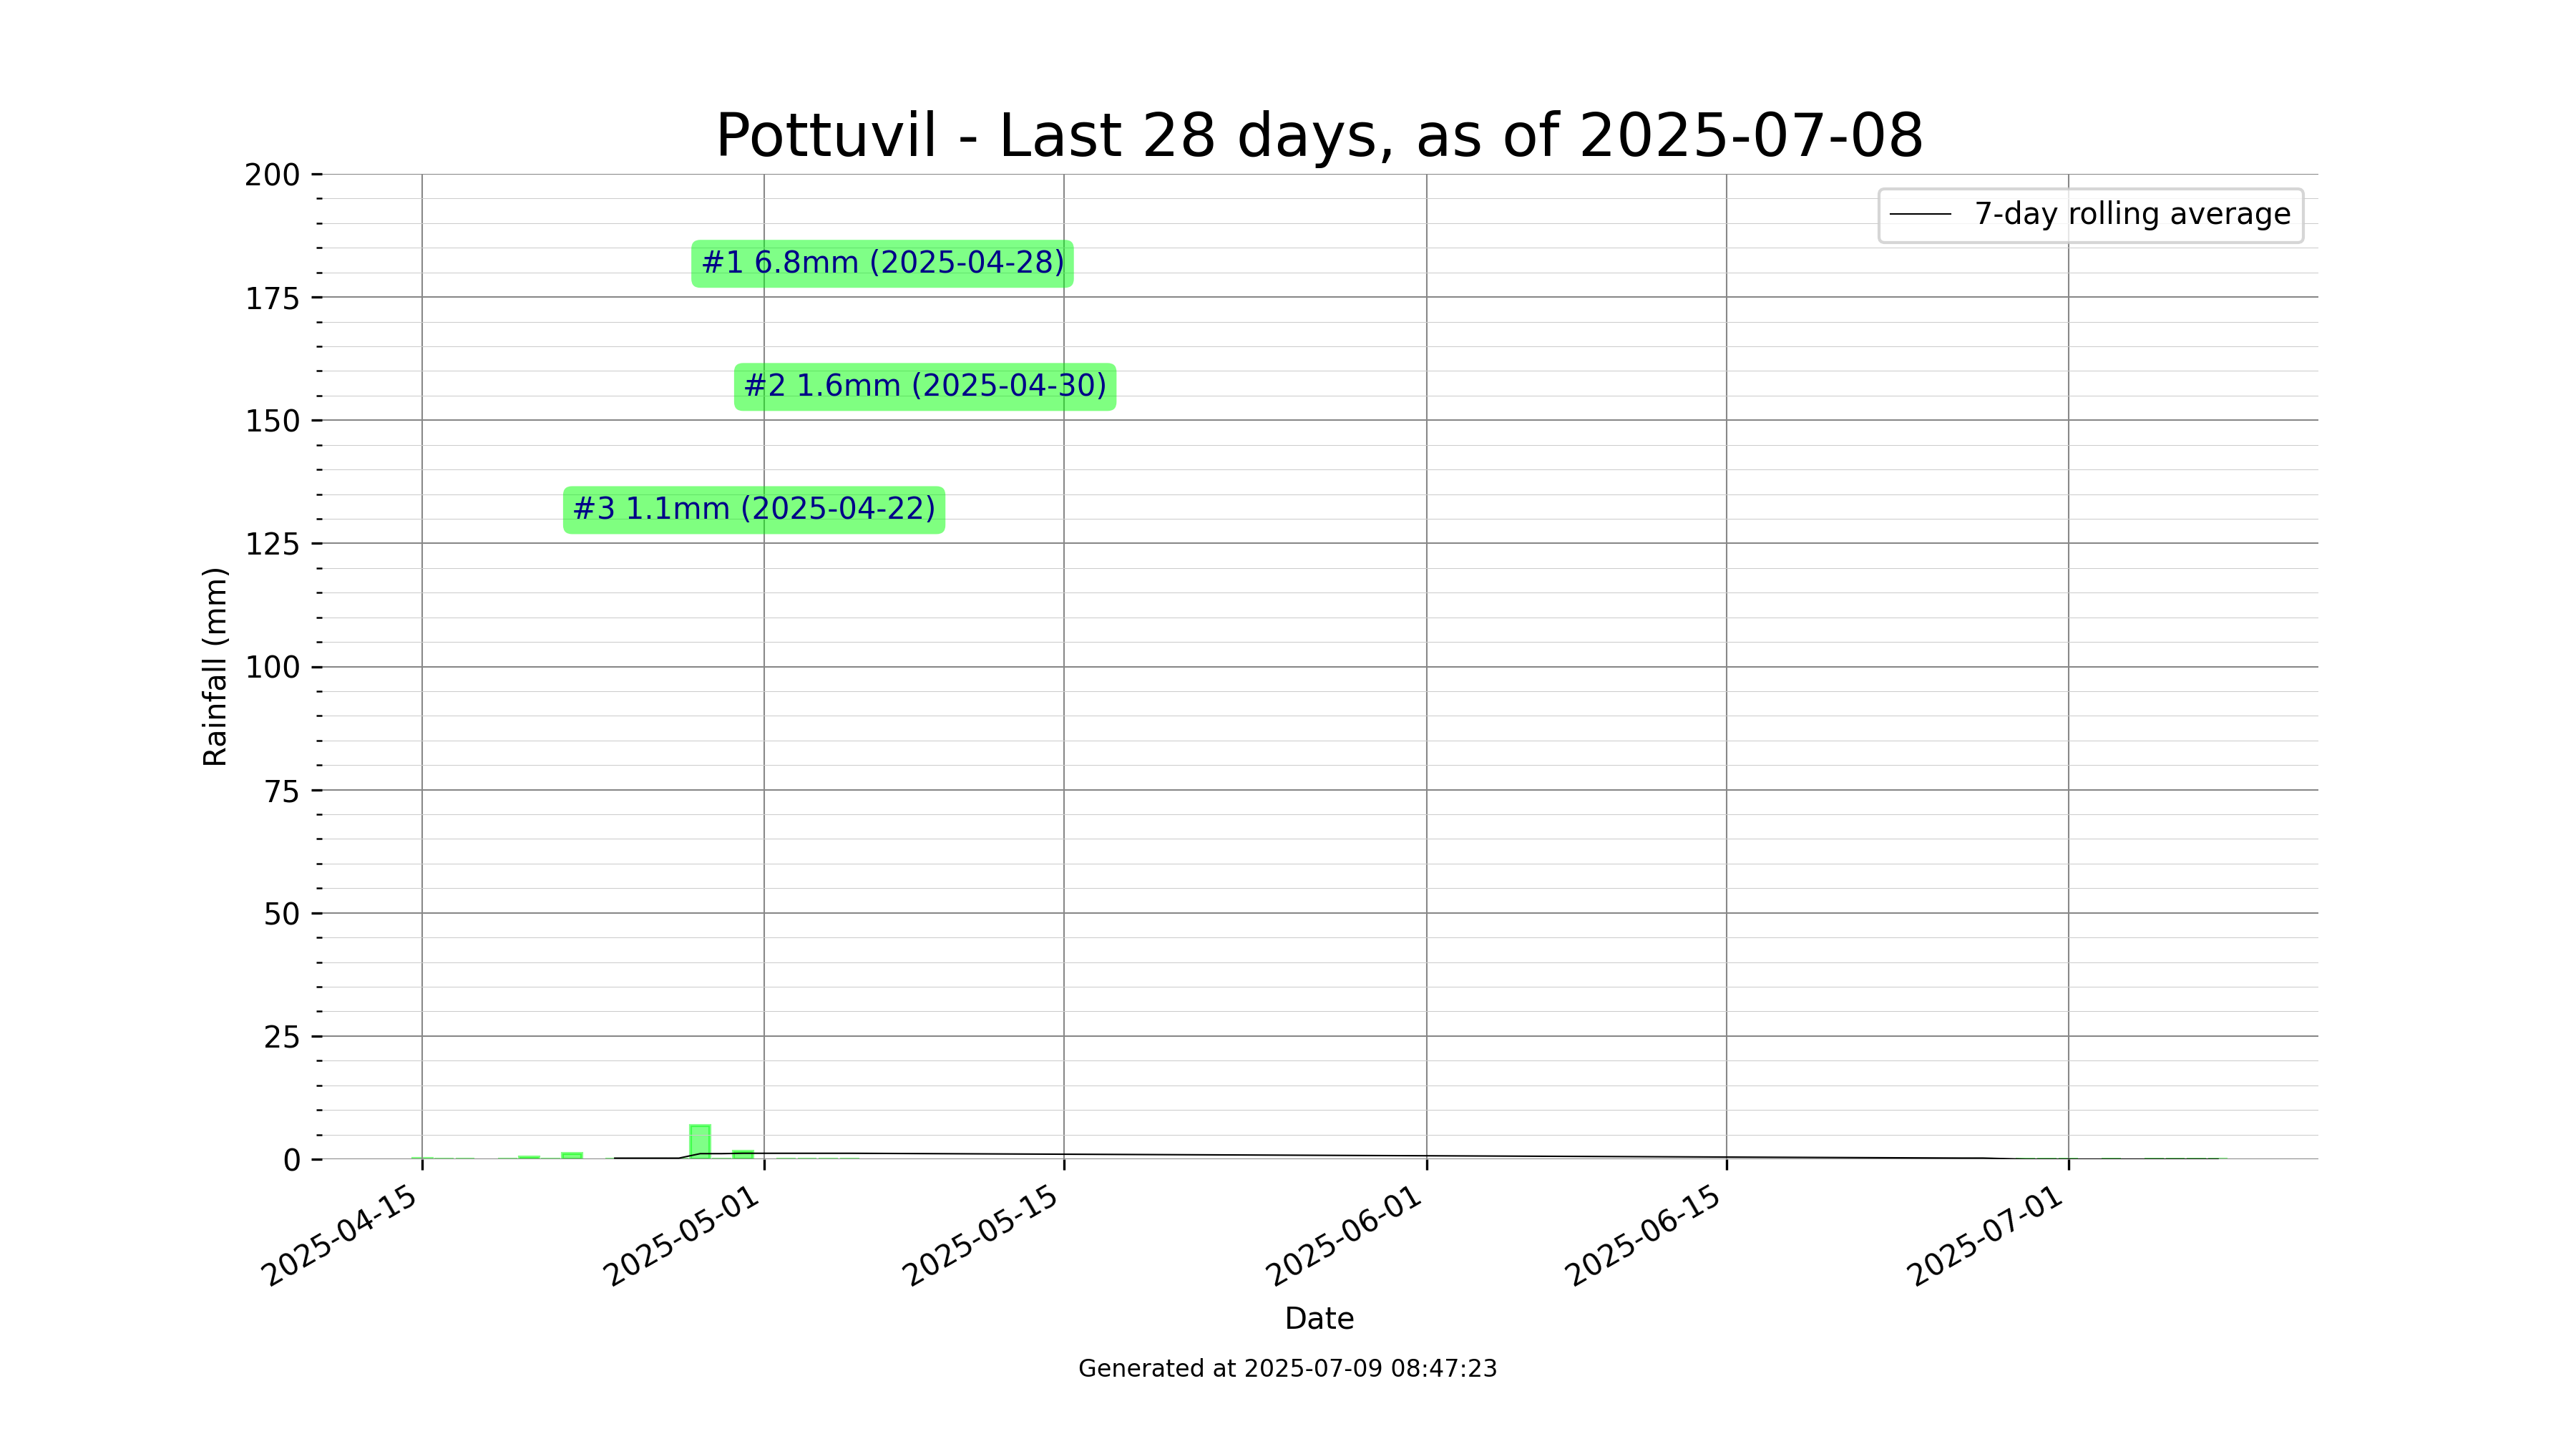 Pottuvil - Last 28 days, as of 2025-07-08
200
175
150
125
100
75
50
25
0
Rainfall (mm)
7-day rolling average
#1 6.8mm (2025-04-28)
#2 1.6mm (2025-04-30)
#3 1.1mm (2025-04-22)
2025-04-15
2025-05-01
2025-05-15
2025-06-01
2025-06-15
2025-07-01
Date
Generated at 2025-07-09 08:47:23